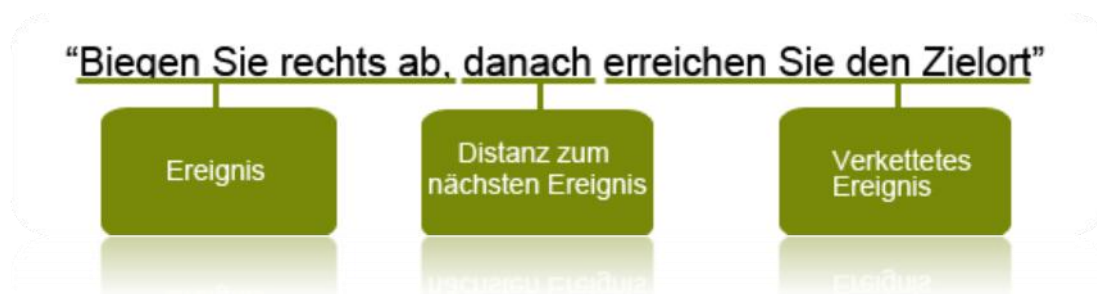 “Biegen Sie rechts ab, danach erreichen Sie den Zielort”
Ereignis
Distanz zum
nächsten Ereignis
Verkettetes
Ereignis